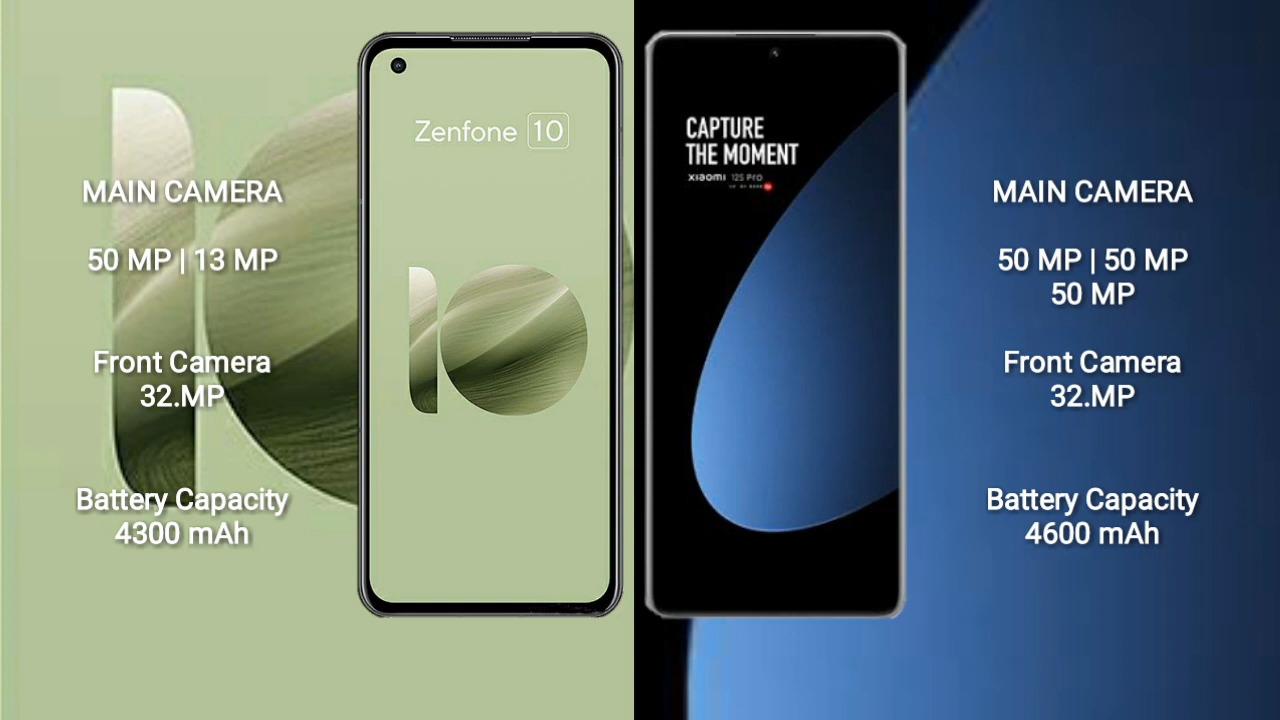 MAIN CAMERA
50 MP | 13 MP
Front Camera
32.MP
Battery Capacity
4300 mAh
Zenfone 10
10
CAPTURE
THE MOMENT
xiaomi 12S Pro
MAIN CAMERA
50 MP | 50 MP
50 MP
Front Camera
32.MP
Battery Capacity
4600 mAh